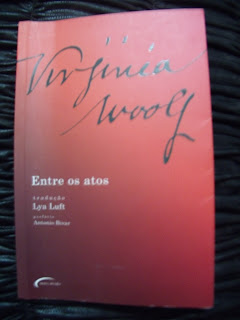 Virginia
Woolf
Entre os atos
tradução
Lya Luft
prefácio
Antonio Bivar